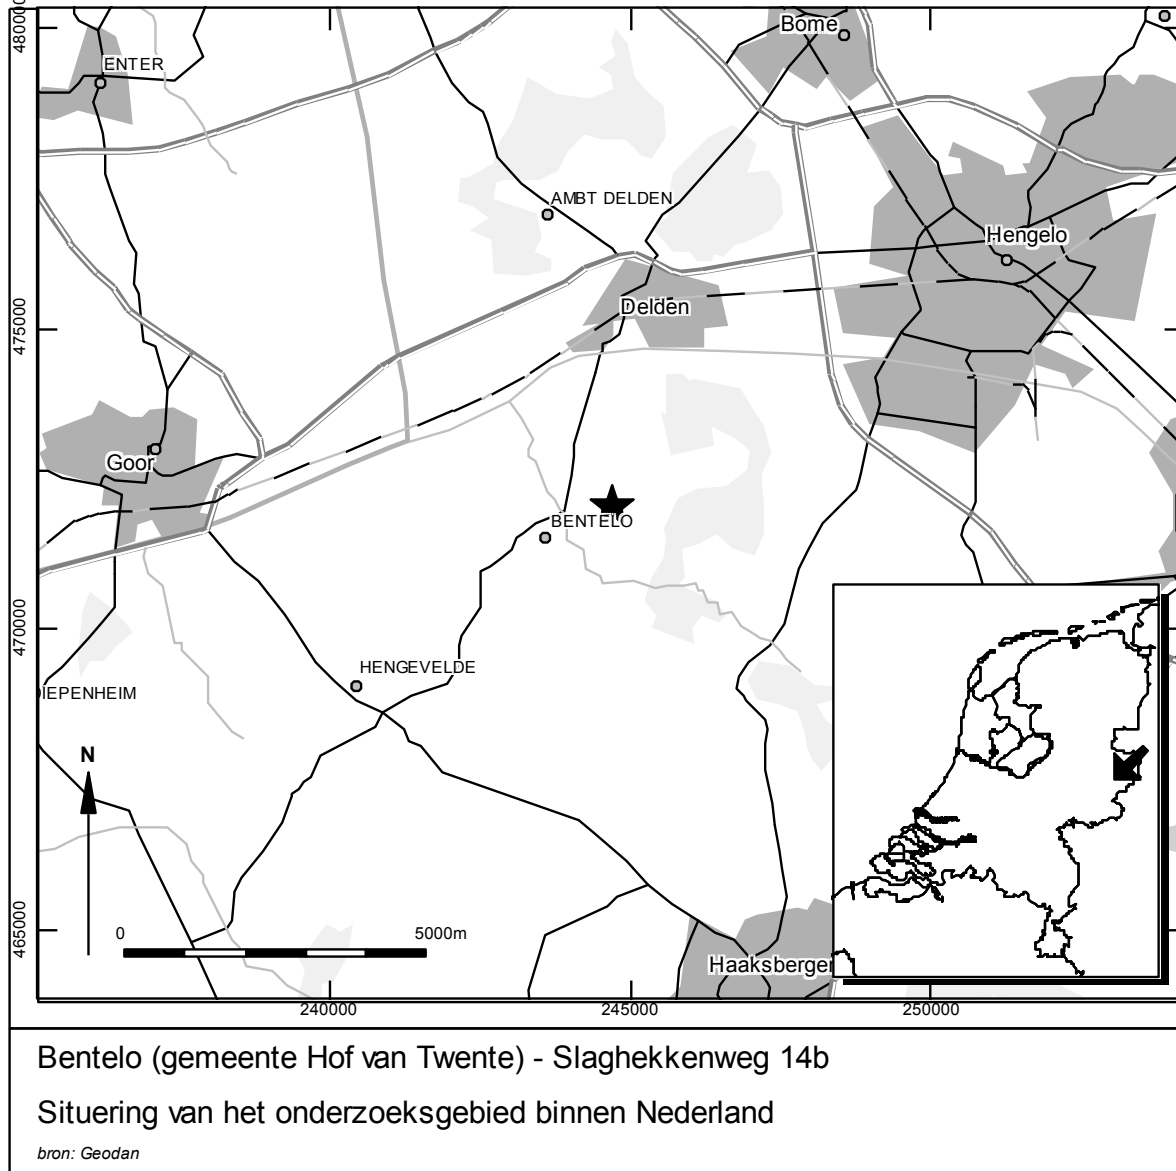 480000
Borne
ENTER
AMBT DELDEN
Hengelo
475000
Delden
Goor
BENTELO
470000
HENGEVELDE
IEPENHEIM
N
465000
0 5000m
Haaksberger
240000 245000 250000
Bentelo (gemeente Hof van Twente) - Slaghekkenweg 14b
Situering van het onderzoeksgebied binnen Nederland
bron: Geodan